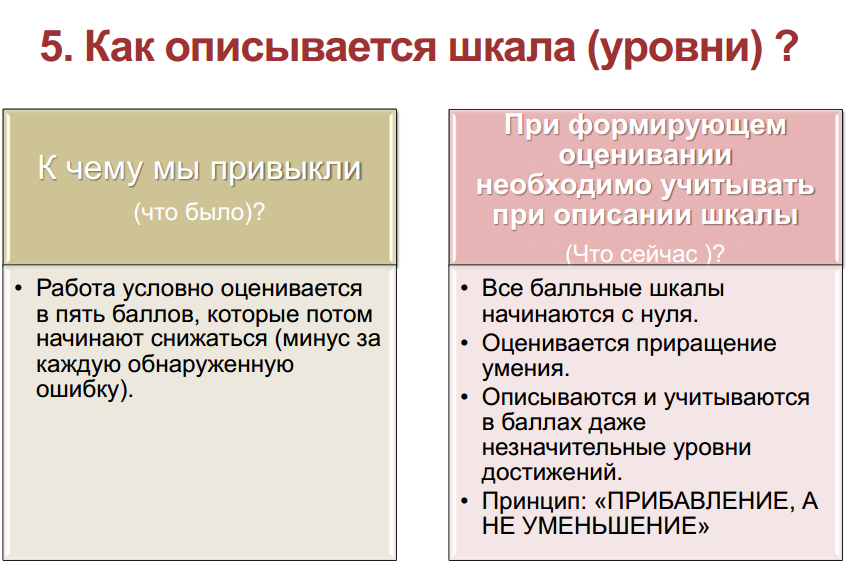 5. Как описывается шкала (уровни) ?
К чему мы привыкли
(что было)?
• Работа условно оценивается
в пять баллов, которые потом
начинают снижаться (минус за
каждую обнаруженную
ошибку).
При формирующем
оценивании
необходимо учитывать
при описании шкалы
(Что сейчас )?
• Все балльные шкалы
начинаются с нуля.
• Оценивается приращение
умения.
• Описываются и учитываются
в баллах даже
незначительные уровни
достижений.
• Принцип: «ПРИБАВЛЕНИЕ, А
НЕ УМЕНЬШЕНИЕ»